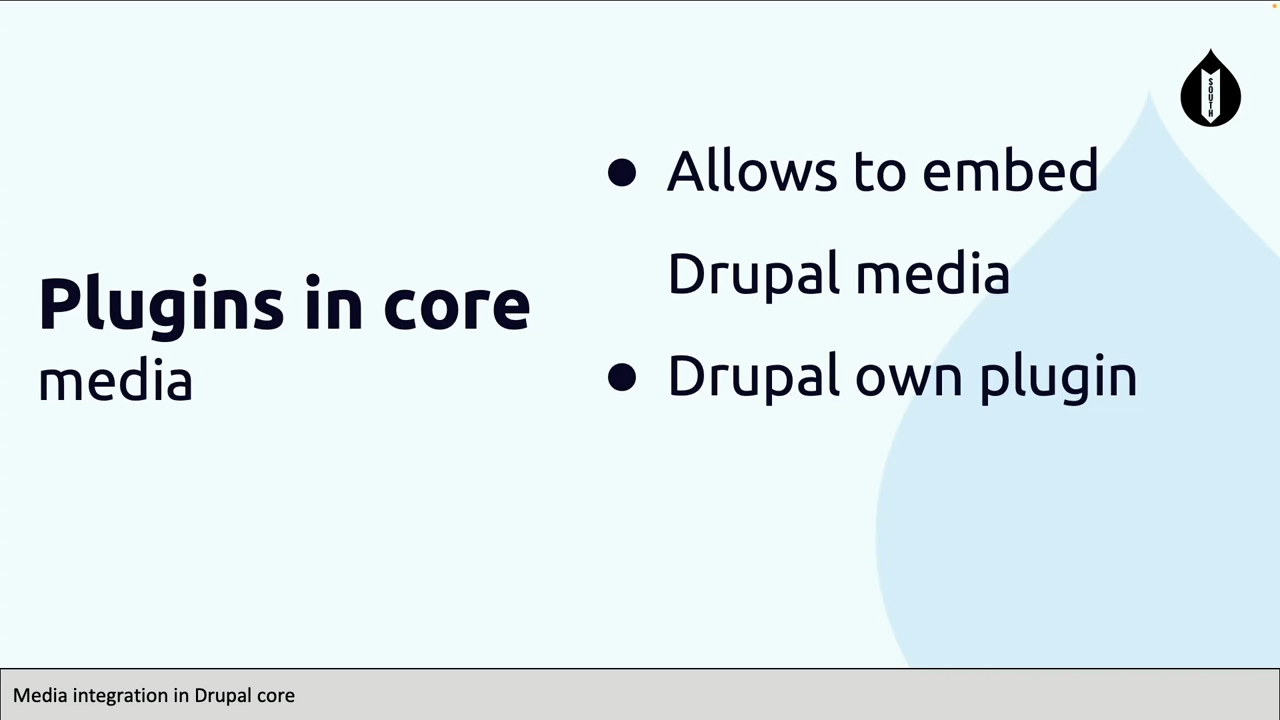 SOUTH
● Allows to embed
Drupal media
● Drupal own plugin
Plugins in core
media
Media integration in Drupal core